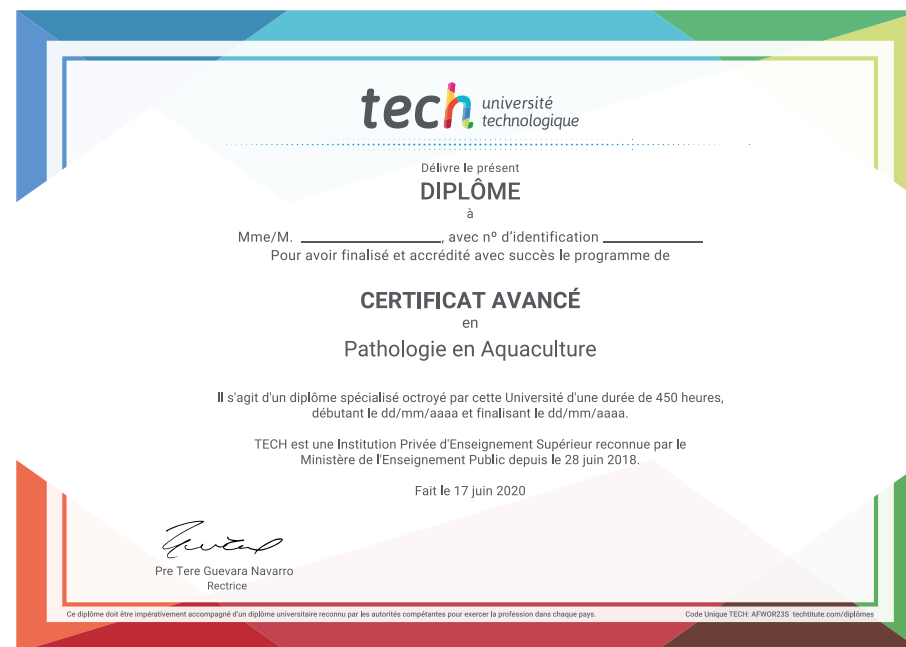 tech université
technologique
Délivre le présent
DIPLÔME
à
Mme/M. ____________________, avec nº d'identification ______________
Pour avoir finalisé et accrédité avec succès le programme de
CERTIFICAT AVANCÉ
en
Pathologie en Aquaculture
Il s'agit d'un diplôme spécialisé octroyé par cette Université d'une durée de 450 heures,
débutant le dd/mm/aaaa et finalisant le dd/mm/aaaa.
TECH est une Institution Privée d'Enseignement Supérieur reconnue par le
Ministère de l'Enseignement Public depuis le 28 juin 2018.
Fait le 17 juin 2020
Pre Tere Guevara Navarro
Rectrice
Ce diplôme doit être impérativement accompagné d'un diplôme universitaire reconnu par les autorités compétantes pour exercer la profession dans chaque pays.
Code Unique TECH: AFWOR23S techtitute.com/diplômes